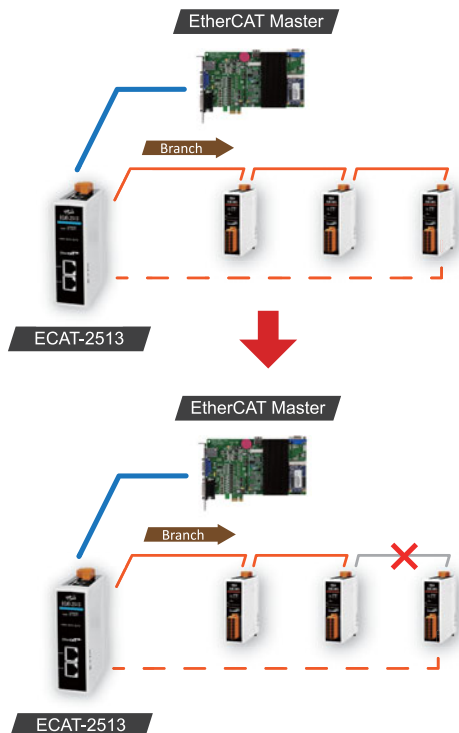 EtherCAT Master
Branch
ECAT-2513
EtherCAT Master
Branch
ECAT-2513